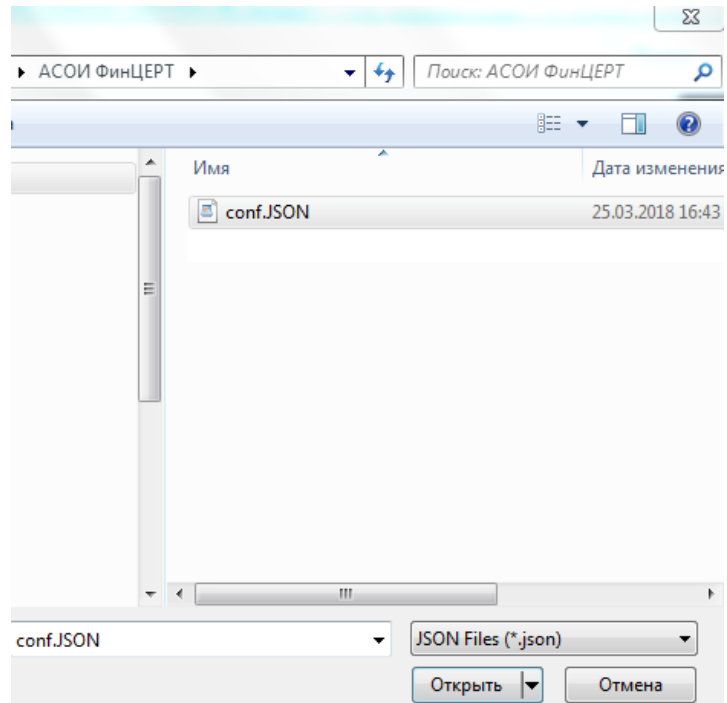 АСОИ ФинЦЕРТ
Поиск: АСОИ ФинЦЕРТ
Имя
Дата изменения
conf.JSON
25.03.2018 16:43
conf.JSON
JSON Files (*.json)
Открыть
Отмена